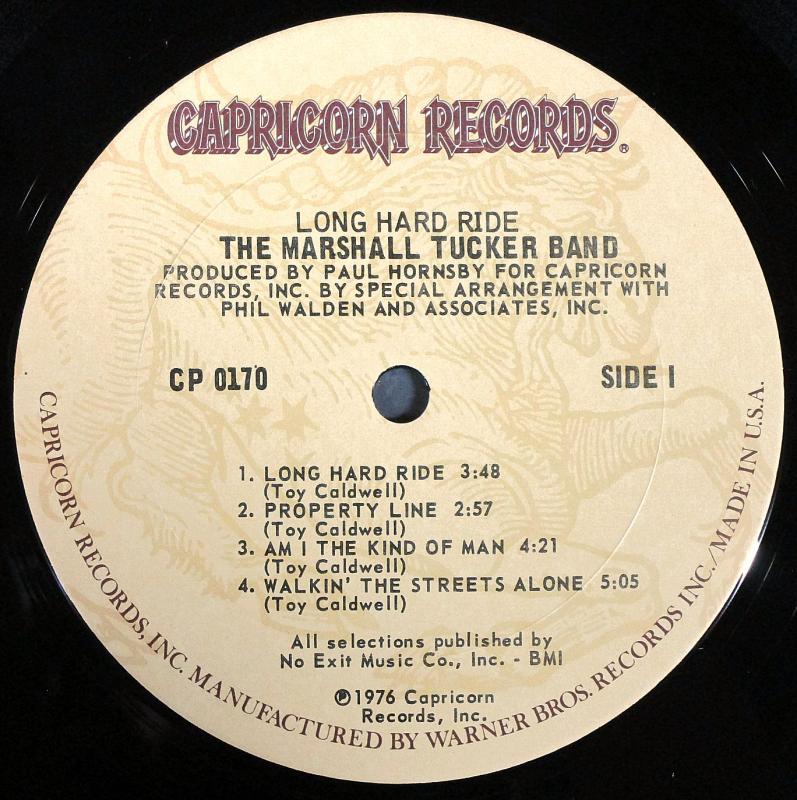 CAPRICORN RECORDS®
LONG HARD RIDE
THE MARSHALL TUCKER BAND
PRODUCED BY PAUL HORNSBY FOR CAPRICORN
RECORDS, INC. BY SPECIAL ARRANGEMENT WITH
PHIL WALDEN AND ASSOCIATES, INC.
CP 0170
SIDE I
1. LONG HARD RIDE 3:48
(Toy Caldwell)
2. PROPERTY LINE 2:57
(Toy Caldwell)
3. AM I THE KIND OF MAN 4:21
(Toy Caldwell)
4. WALKIN' THE STREETS ALONE 5:05
(Toy Caldwell)
All selections published by
No Exit Music Co., Inc. - BMI
℗1976 Capricorn
Records, Inc.
CAPRICORN RECORDS, INC. MANUFACTURED BY WARNER BROS. RECORDS INC./MADE IN U.S.A.